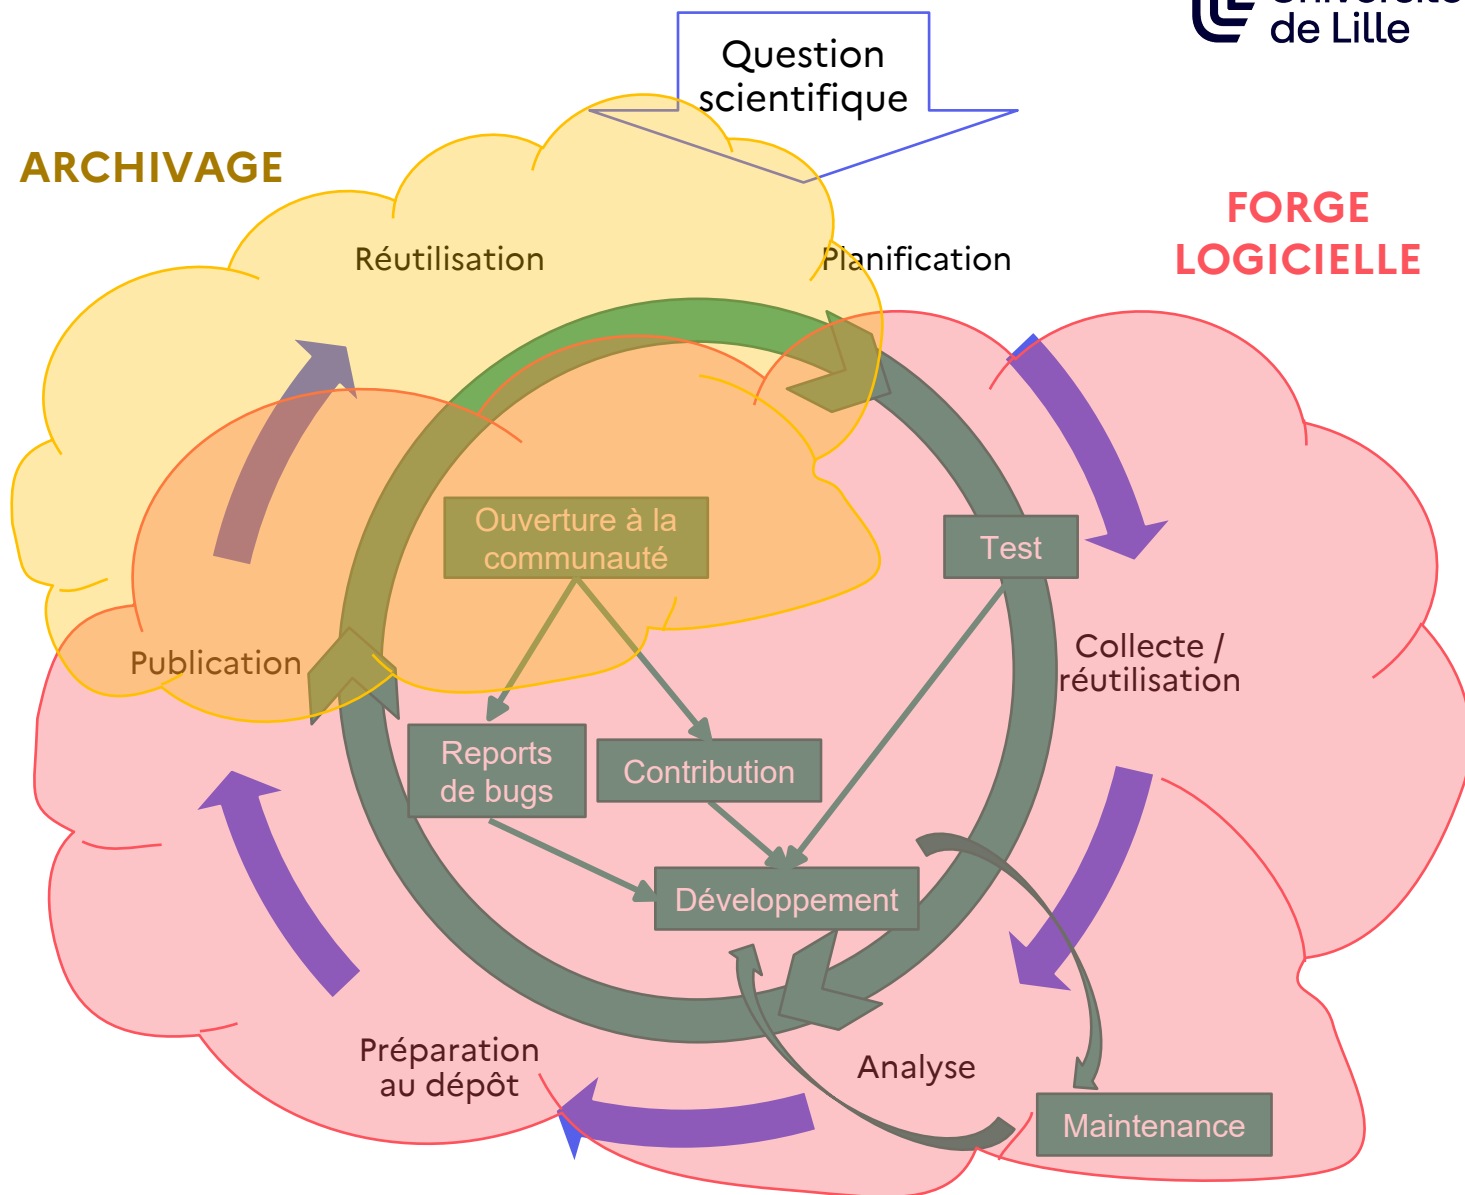 Université
de Lille
Question
scientifique
ARCHIVAGE
FORGE
LOGICIELLE
Réutilisation
Planification
Ouverture à la
communauté
Test
Publication
Collecte /
réutilisation
Reports
de bugs
Contribution
Développement
Préparation
au dépôt
Analyse
Maintenance